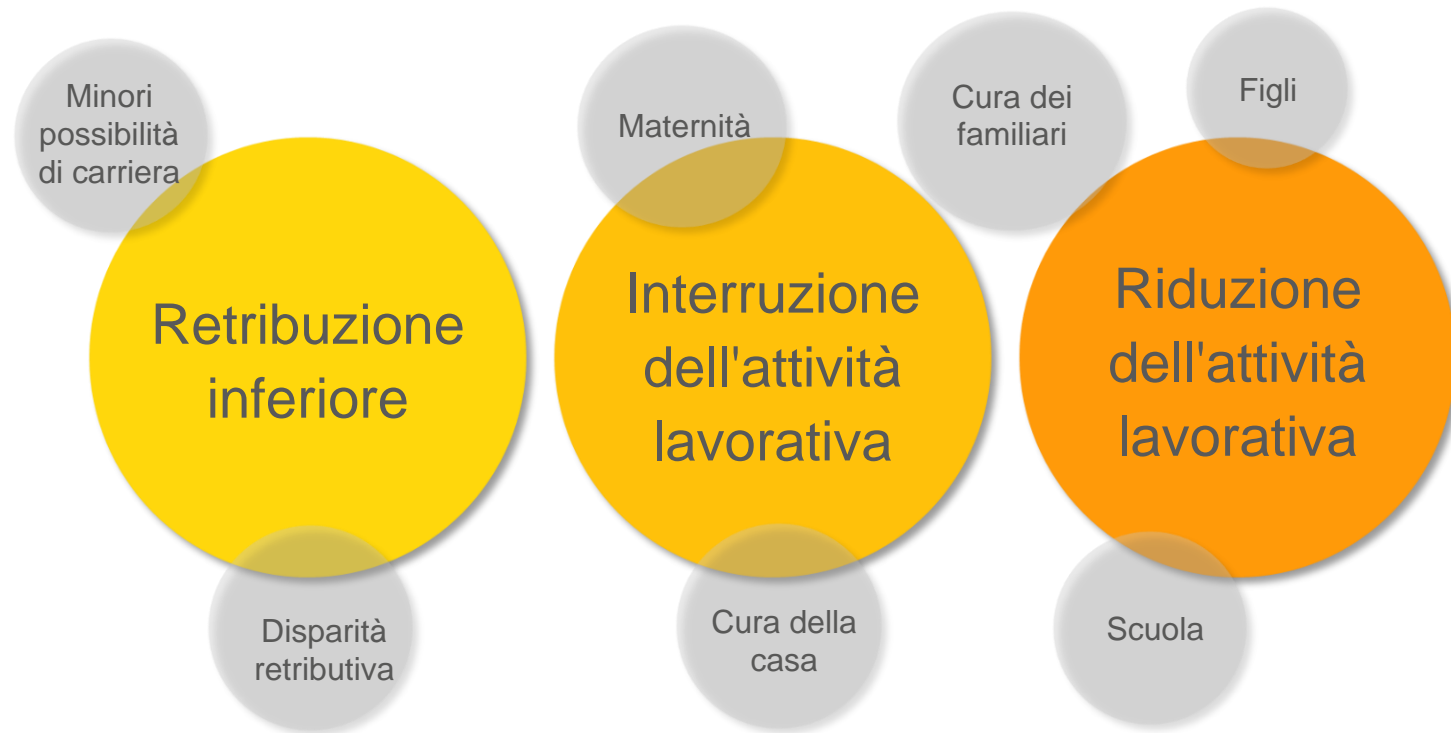 Minori
possibilità
di carriera
Retribuzione
inferiore
Disparità
retributiva
Maternità
Interruzione
dell'attività
lavorativa
Cura della
casa
Cura dei
familiari
Figli
Riduzione
dell'attività
lavorativa
Scuola